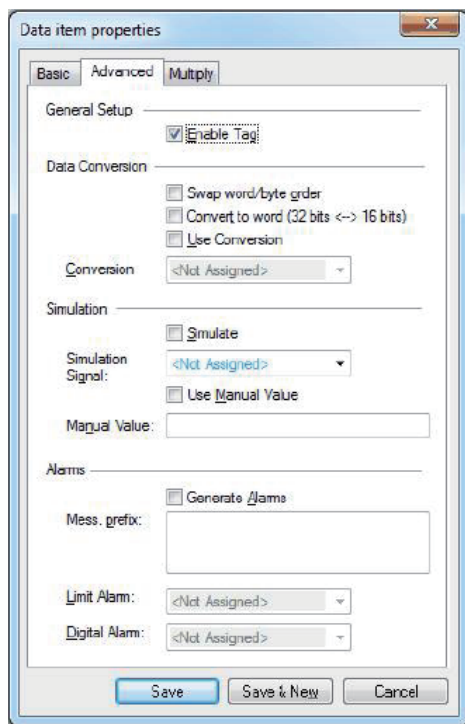 Data item properties
Basic
Advanced
Multiply
General Setup
Enable Tag
Data Conversion
Swap word/byte order
Convert to word (32 bits <--> 16 bits)
Use Conversion
Conversion
<Not Assigned>
Simulation
Simulate
Simulation
Signal:
<Not Assigned>
Use Manual Value
Manual Value:
Alarms
Generate Alarms
Mess. prefix:
Limit Alarm:
<Not Assigned>
Digital Alarm:
<Not Assigned>
Save
Save & New
Cancel